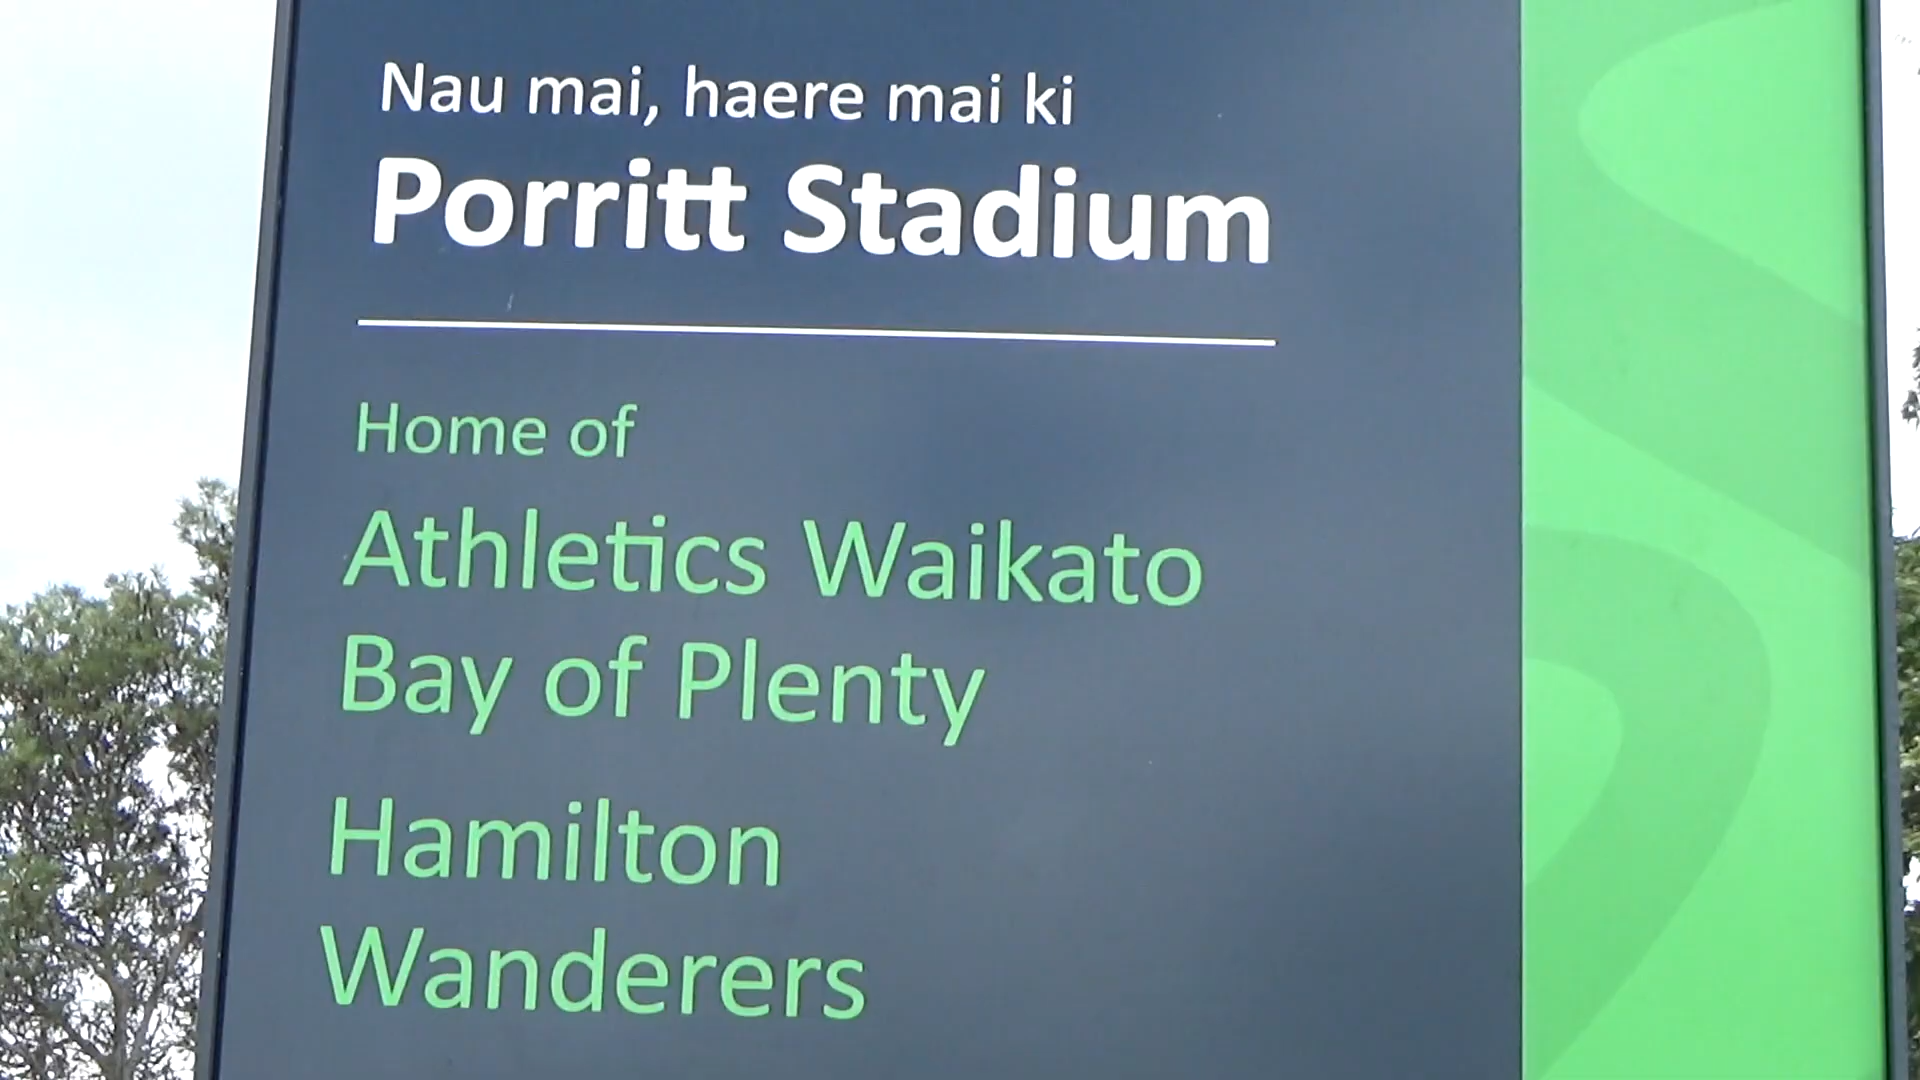 Nau mai, haere mai ki
Porritt Stadium
Home of
Athletics Waikato
Bay of Plenty
Hamilton
Wanderers